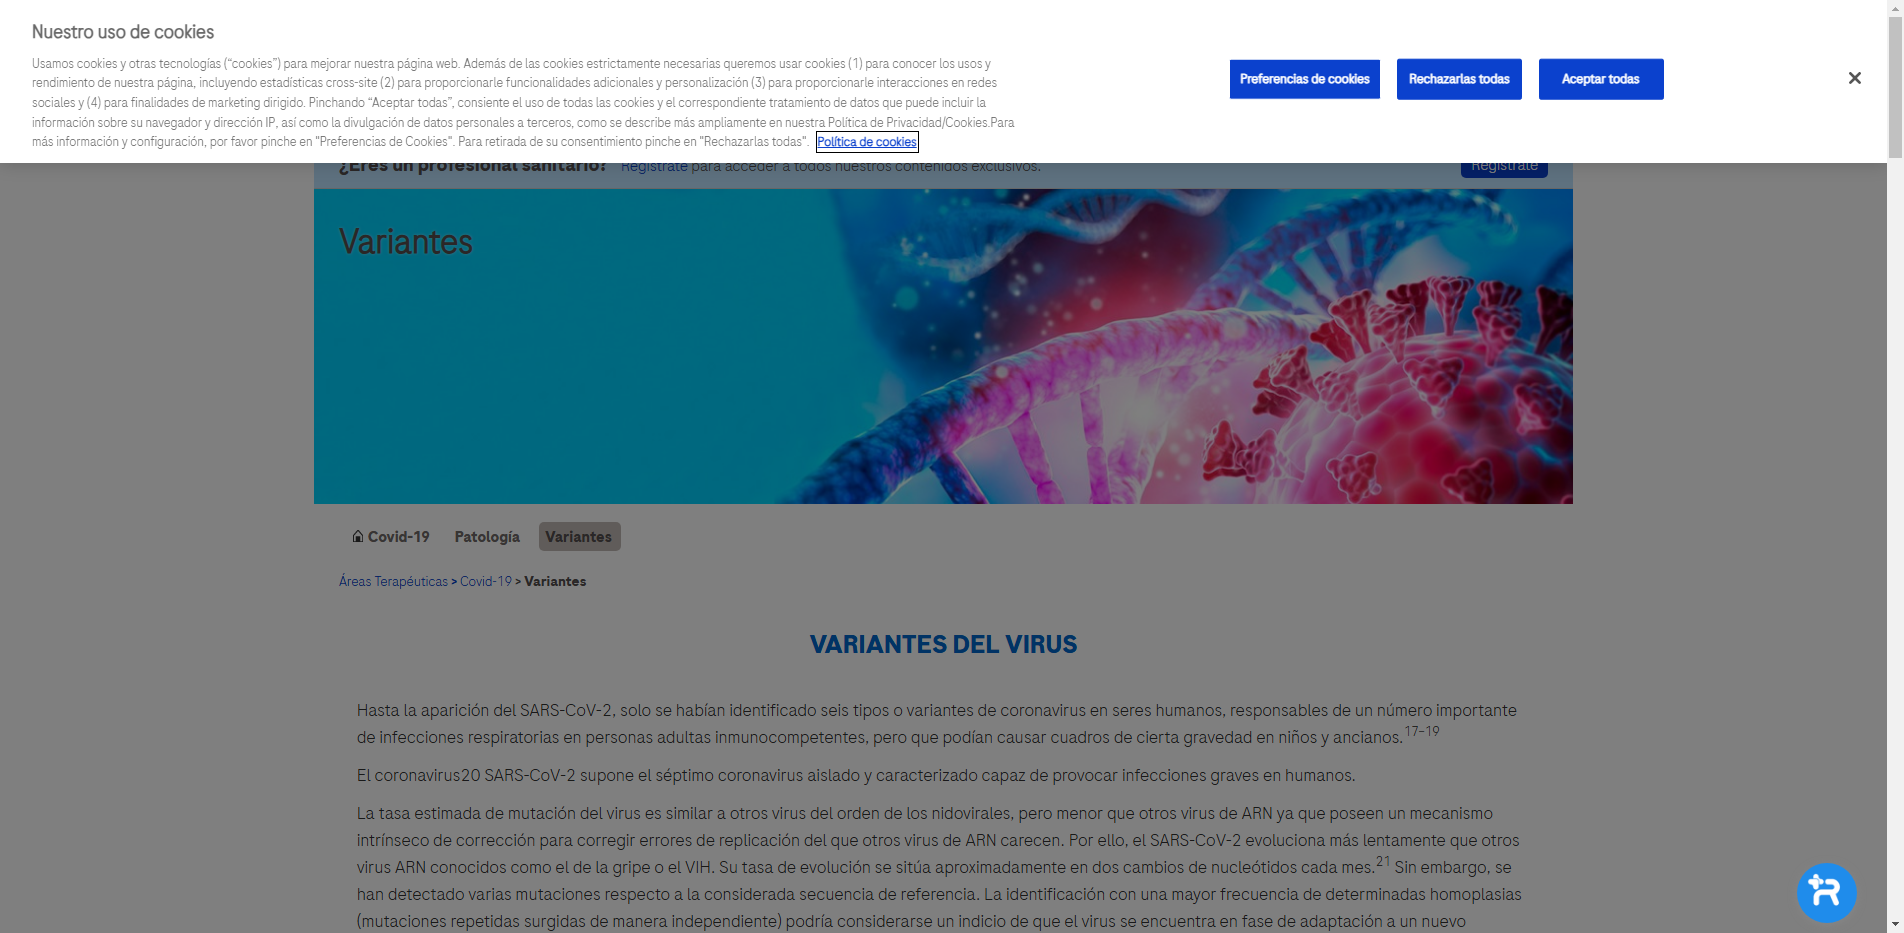 Nuestro uso de cookies
Usamos cookies y otras tecnologías (“cookies”) para mejorar nuestra página web. Además de las cookies estrictamente necesarias queremos usar cookies (1) para conocer los usos y
rendimiento de nuestra página, incluyendo estadísticas cross-site (2) para proporcionarle funcionalidades adicionales y personalización (3) para proporcionarle interacciones en redes
sociales y (4) para finalidades de marketing dirigido. Pinchando “Aceptar todas”, consiente el uso de todas las cookies y el correspondiente tratamiento de datos que puede incluir la
información sobre su navegador y dirección IP, así como la divulgación de datos personales a terceros, como se describe más ampliamente en nuestra Política de Privacidad/Cookies.Para
más información y configuración, por favor pinche en "Preferencias de Cookies". Para retirada de su consentimiento pinche en "Rechazarlas todas". Política de cookies
Preferencias de cookies
Rechazarlas todas
Aceptar todas
¿Eres un profesional sanitario? Regístrate para acceder a todos nuestros contenidos exclusivos.
Regístrate
Variantes
Covid-19 Patología Variantes
Áreas Terapéuticas > Covid-19 > Variantes
VARIANTES DEL VIRUS
Hasta la aparición del SARS-CoV-2, solo se habían identificado seis tipos o variantes de coronavirus en seres humanos, responsables de un número importante
de infecciones respiratorias en personas adultas inmunocompetentes, pero que podían causar cuadros de cierta gravedad en niños y ancianos.17-19
El coronavirus20 SARS-CoV-2 supone el séptimo coronavirus aislado y caracterizado capaz de provocar infecciones graves en humanos.
La tasa estimada de mutación del virus es similar a otros virus del orden de los nidovirales, pero menor que otros virus de ARN ya que poseen un mecanismo
intrínseco de corrección para corregir errores de replicación del que otros virus de ARN carecen. Por ello, el SARS-CoV-2 evoluciona más lentamente que otros
virus ARN conocidos como el de la gripe o el VIH. Su tasa de evolución se sitúa aproximadamente en dos cambios de nucleótidos cada mes.21 Sin embargo, se
han detectado varias mutaciones respecto a la considerada secuencia de referencia. La identificación con una mayor frecuencia de determinadas homoplasias
(mutaciones repetidas surgidas de manera independiente) podría considerarse un indicio de que el virus se encuentra en fase de adaptación a un nuevo